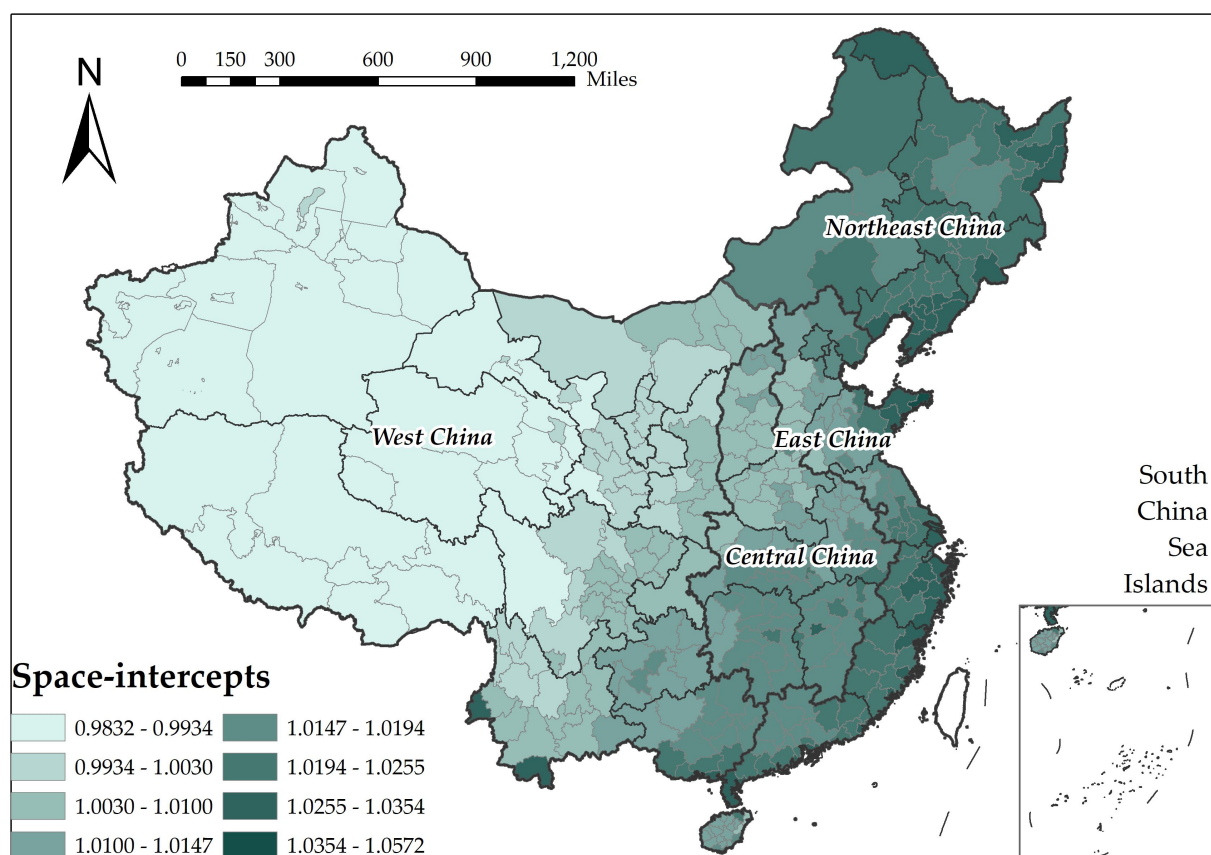 N
0 150 300 600 900 1,200
Miles
Northeast China
West China
East China
Central China
South
China
Sea
Islands
Space-intercepts
0.9832 - 0.9934
0.9934 - 1.0030
1.0030 - 1.0100
1.0100 - 1.0147
1.0147 - 1.0194
1.0194 - 1.0255
1.0255 - 1.0354
1.0354 - 1.0572